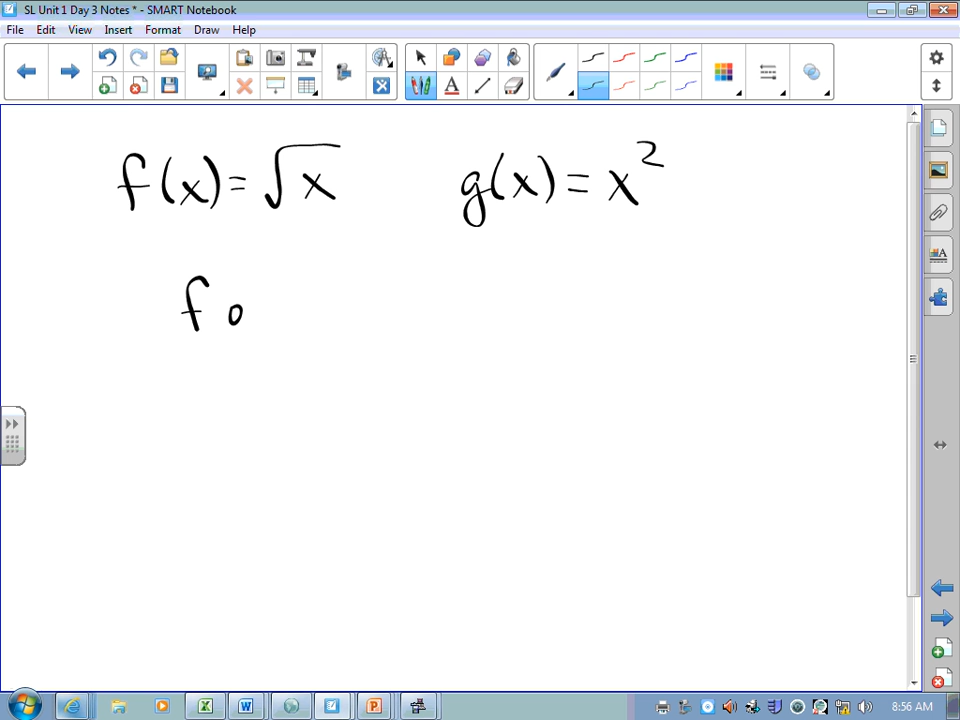 SL Unit 1 Day 3 Notes * - SMART Notebook
File Edit View Insert Format Draw Help
f(x)=√x g(x)=x²
f o
8:56 AM